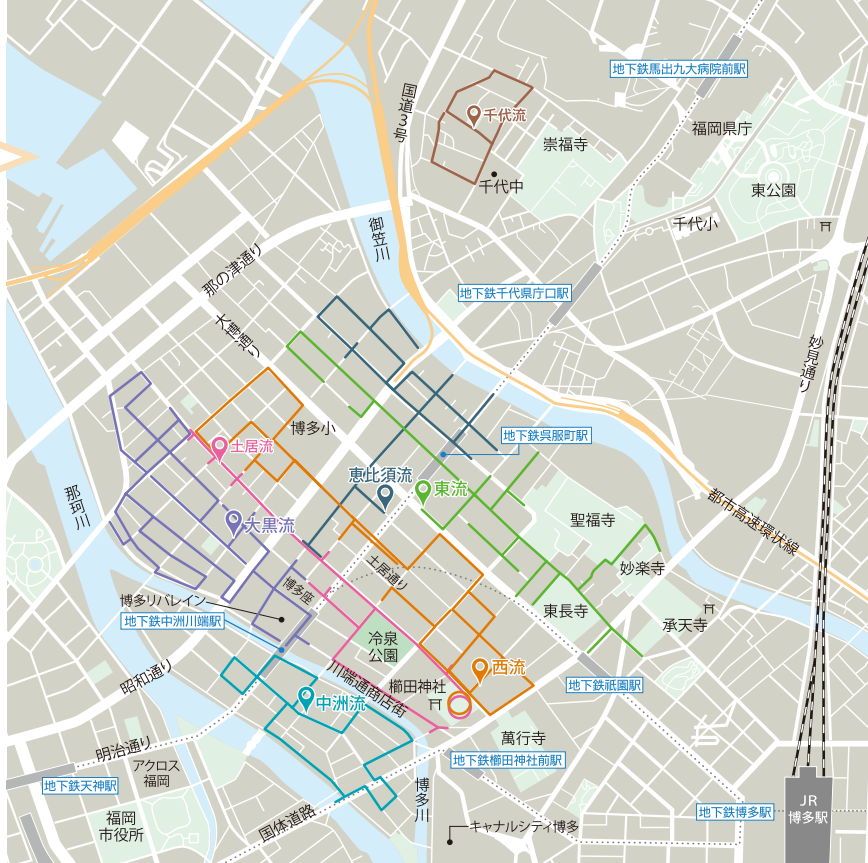 地下鉄馬出九大病院前駅
国道3号
千代流
福岡県庁
崇福寺
千代中
東公園
千代小
御笠川
那の津通り
地下鉄千代県庁口駅
大博通り
妙見通り
博多小
土居流
地下鉄呉服町駅
恵比須流
東流
那珂川
大黒流
聖福寺
都市高速環状線
土居通り
妙楽寺
博多座
博多リバレイン
東長寺
地下鉄中洲川端駅
承天寺
冷泉
公園
昭和通り
西流
川端通商店街
櫛田神社
地下鉄祇園駅
中洲流
萬行寺
明治通り
地下鉄櫛田神社前駅
アクロス
福岡
地下鉄天神駅
博多川
JR
博多駅
地下鉄博多駅
福岡
市役所
国体道路
キャナルシティ博多